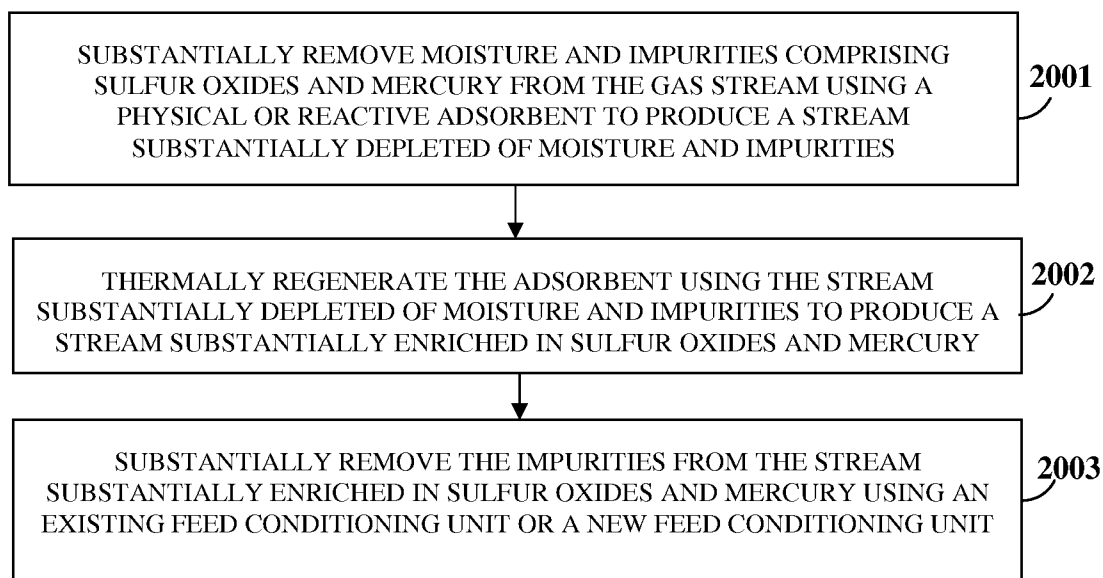 SUBSTANTIALLY REMOVE MOISTURE AND IMPURITIES COMPRISING
SULFUR OXIDES AND MERCURY FROM THE GAS STREAM USING A
PHYSICAL OR REACTIVE ADSORBENT TO PRODUCE A STREAM
SUBSTANTIALLY DEPLETED OF MOISTURE AND IMPURITIES
2001
THERMALLY REGENERATE THE ADSORBENT USING THE STREAM
SUBSTANTIALLY DEPLETED OF MOISTURE AND IMPURITIES TO PRODUCE A
STREAM SUBSTANTIALLY ENRICHED IN SULFUR OXIDES AND MERCURY
2002
SUBSTANTIALLY REMOVE THE IMPURITIES FROM THE STREAM
SUBSTANTIALLY ENRICHED IN SULFUR OXIDES AND MERCURY USING AN
EXISTING FEED CONDITIONING UNIT OR A NEW FEED CONDITIONING UNIT
2003